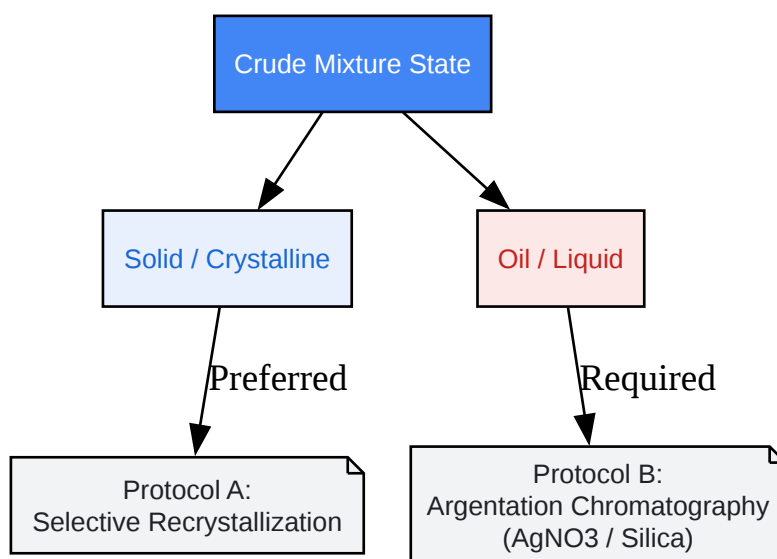 Crude Mixture State
Solid / Crystalline
Oil / Liquid
Preferred
Required
Protocol A:
Selective Recrystallization
Protocol B:
Argentation Chromatography
(AgNO3 / Silica)